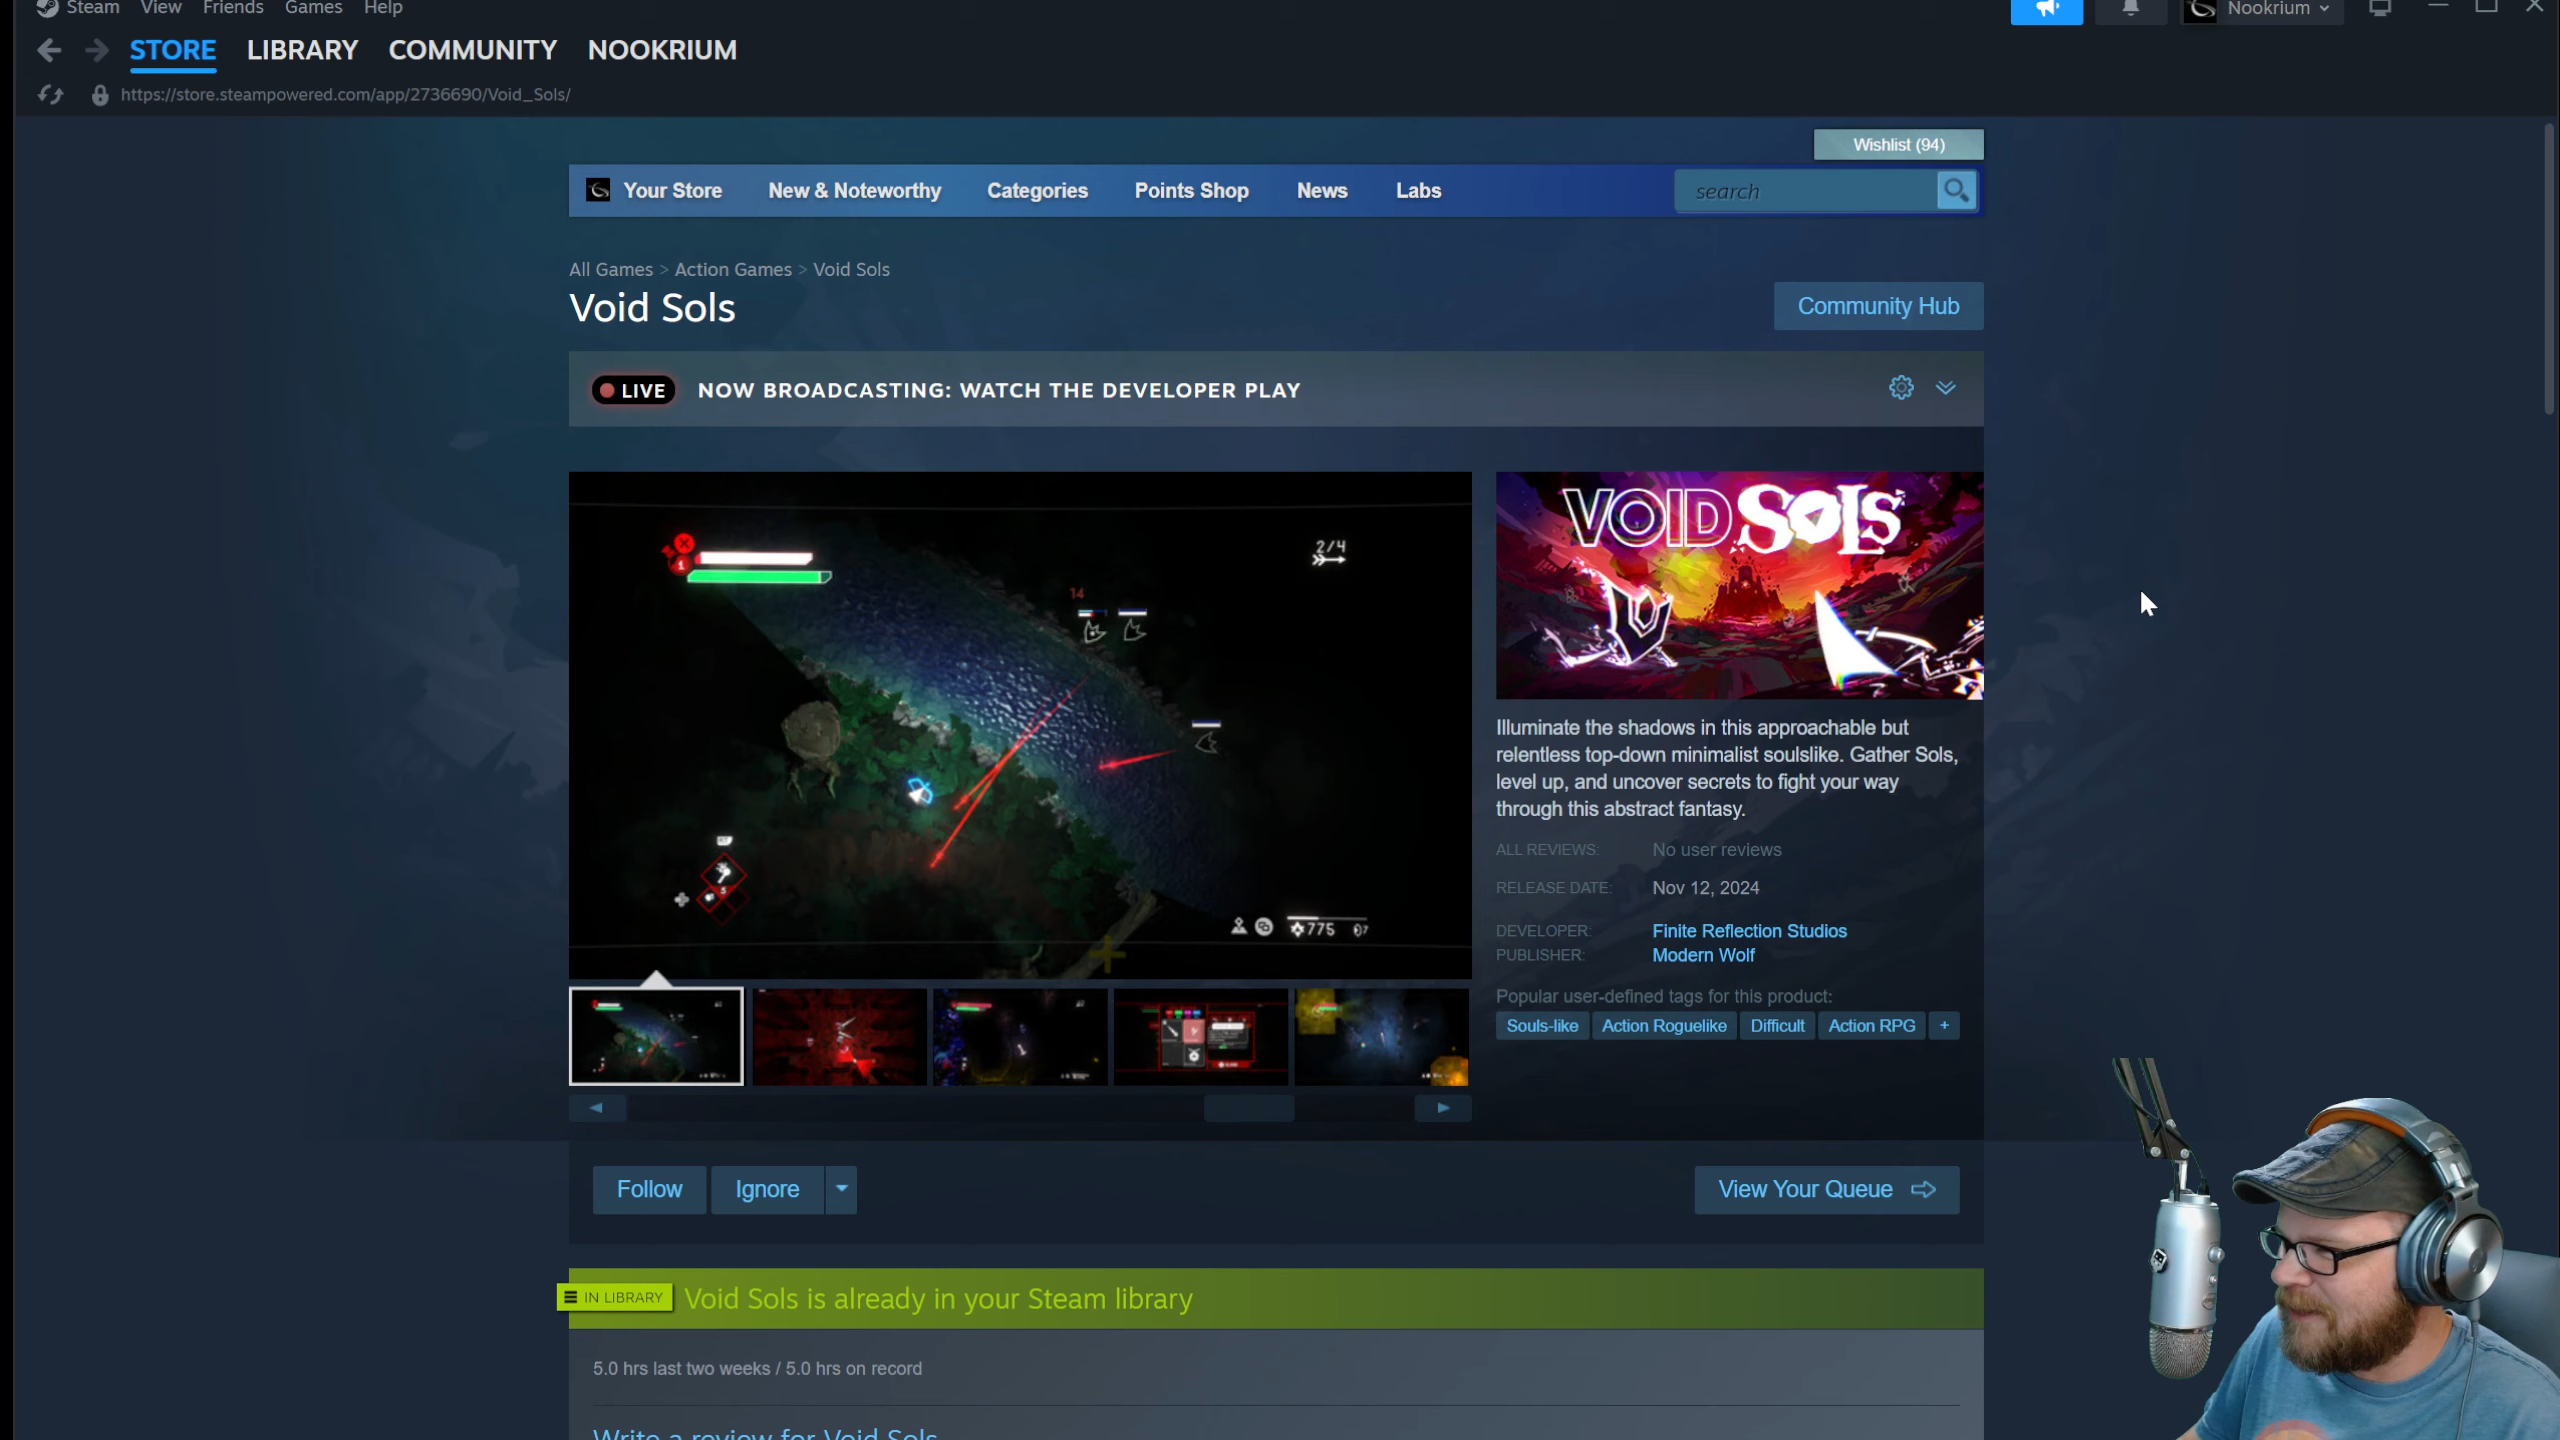 Steam View Friends Games Help
Nookrium
STORE LIBRARY COMMUNITY NOOKRIUM
https://store.steampowered.com/app/2736690/Void_Sols/
Wishlist (94)
Your Store New & Noteworthy Categories Points Shop News Labs
search
All Games > Action Games > Void Sols
Void Sols
Community Hub
LIVE NOW BROADCASTING: WATCH THE DEVELOPER PLAY
2/4
1
14
5
775
7
VOID SOLS
Illuminate the shadows in this approachable but
relentless top-down minimalist soulslike. Gather Sols,
level up, and uncover secrets to fight your way
through this abstract fantasy.
ALL REVIEWS: No user reviews
RELEASE DATE: Nov 12, 2024
DEVELOPER: Finite Reflection Studios
PUBLISHER: Modern Wolf
Popular user-defined tags for this product:
Souls-like Action Roguelike Difficult Action RPG +
Follow Ignore
View Your Queue
IN LIBRARY Void Sols is already in your Steam library
5.0 hrs last two weeks / 5.0 hrs on record
Write a review for Void Sols